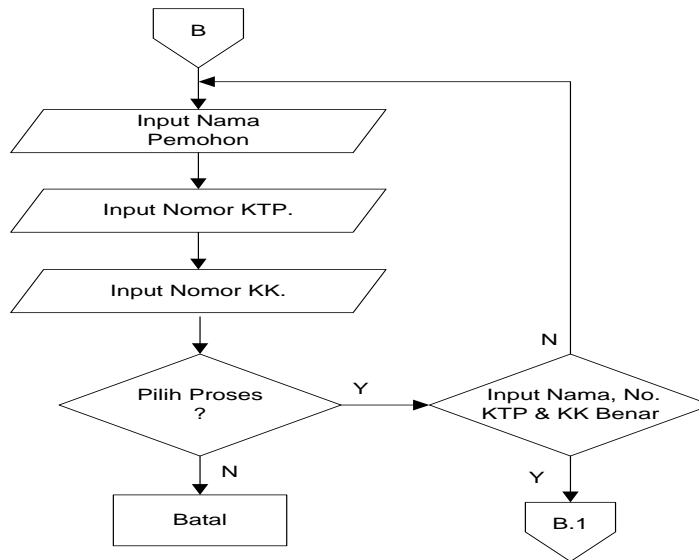 B
Input Nama
Pemohon
Input Nomor KTP.
Input Nomor KK.
N
Pilih Proses
?
Y
Input Nama, No.
KTP & KK Benar
N
Y
Batal
B.1